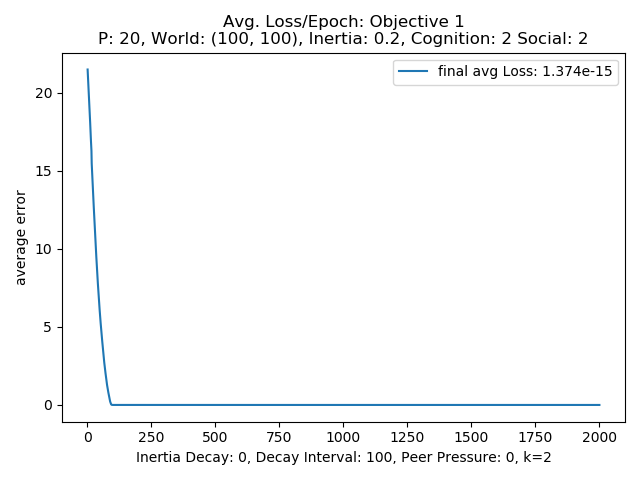 Avg. Loss/Epoch: Objective 1
P: 20, World: (100, 100), Inertia: 0.2, Cognition: 2 Social: 2
final avg Loss: 1.374e-15
average error
20
15
10
5
0
0 250 500 750 1000 1250 1500 1750 2000
Inertia Decay: 0, Decay Interval: 100, Peer Pressure: 0, k=2